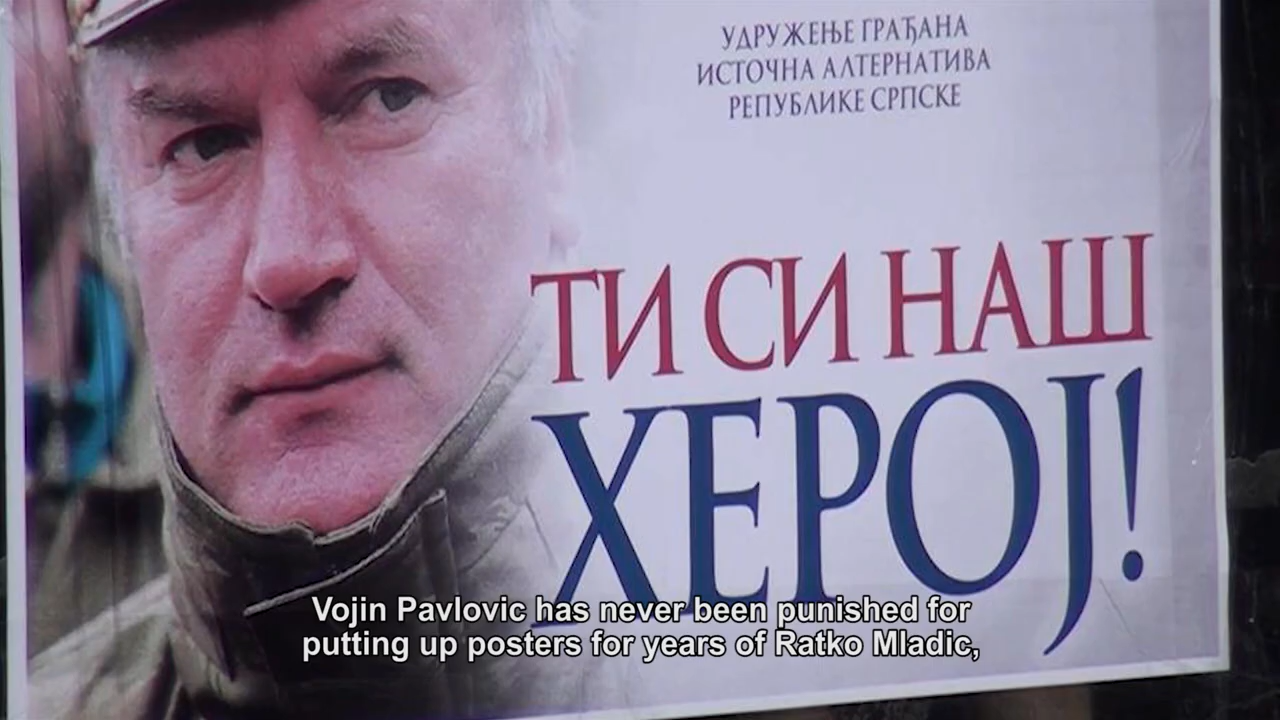 УДРУЖЕЊЕ ГРАЂАНА
ИСТОЧНА АЛТЕРНАТИВА
РЕПУБЛИКЕ СРПСКЕ
ТИ СИ НАШ
ХЕРОЈ!
Vojin Pavlovic has never been punished for
putting up posters for years of Ratko Mladic,